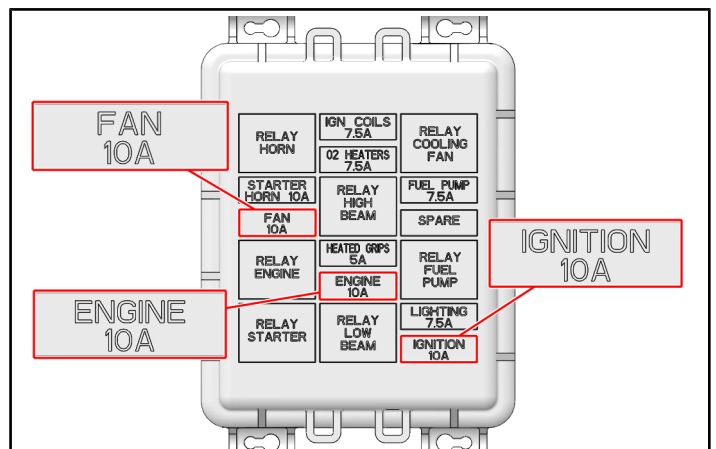 FAN
10A
RELAY
HORN
IGN COILS
7.5A
O2 HEATERS
7.5A
RELAY
COOLING
FAN
STARTER
HORN 10A
FAN
10A
RELAY
HIGH
BEAM
FUEL PUMP
7.5A
SPARE
IGNITION
10A
RELAY
ENGINE
HEATED GRIPS
5A
ENGINE
10A
RELAY
FUEL
PUMP
ENGINE
10A
RELAY
STARTER
RELAY
LOW
BEAM
LIGHTING
7.5A
IGNITION
10A